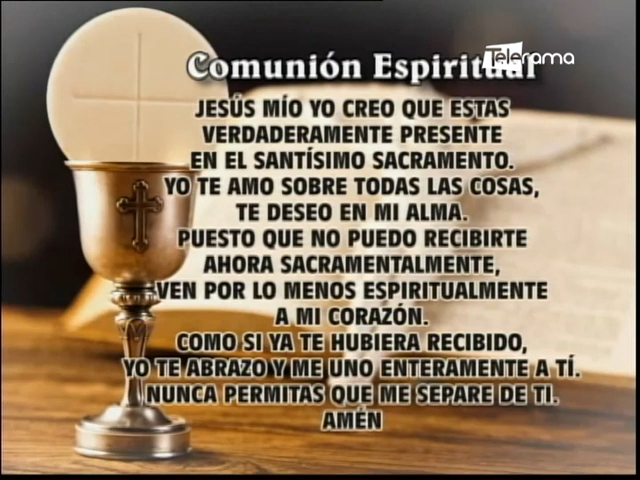 Comunión Espiritual
Telerama
JESÚS MÍO YO CREO QUE ESTAS
VERDADERAMENTE PRESENTE
EN EL SANTÍSIMO SACRAMENTO.
YO TE AMO SOBRE TODAS LAS COSAS,
TE DESEO EN MI ALMA.
PUESTO QUE NO PUEDO RECIBIRTE
AHORA SACRAMENTALMENTE,
VEN POR LO MENOS ESPIRITUALMENTE
A MI CORAZÓN.
COMO SI YA TE HUBIERA RECIBIDO,
YO TE ABRAZO Y ME UNO ENTERAMENTE A TÍ.
NUNCA PERMITAS QUE ME SEPARE DE TI.
AMÉN